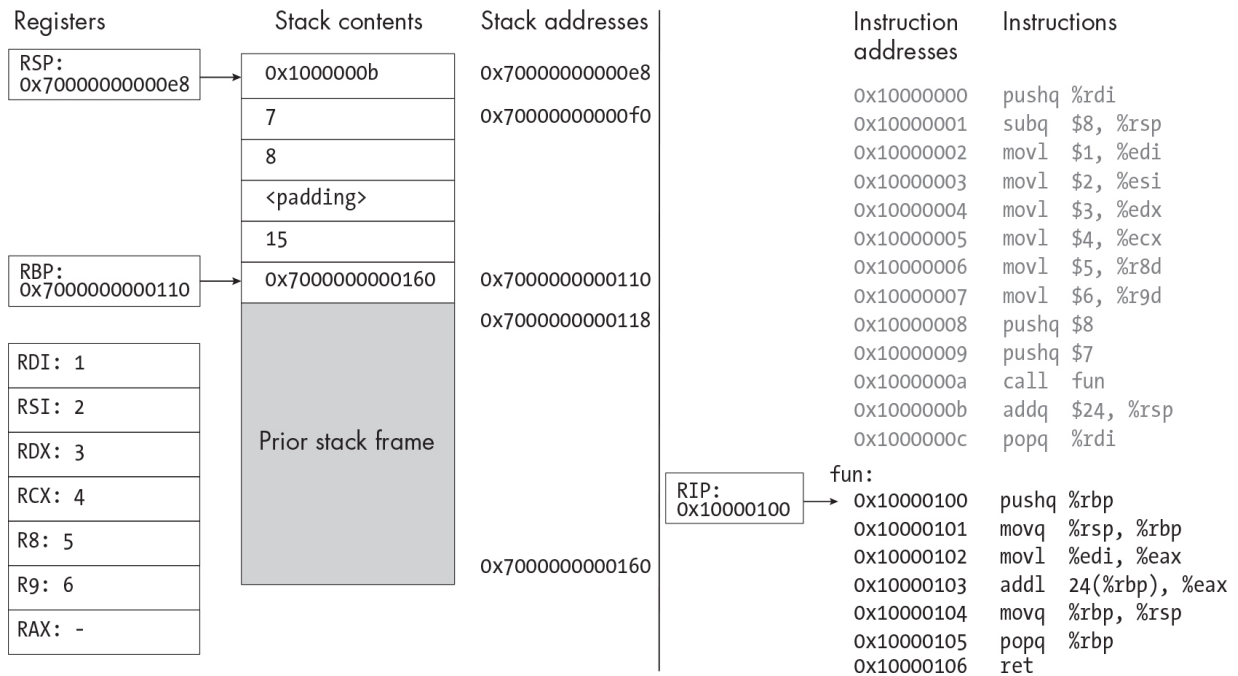 Registers
RSP:
0x70000000000e8
RBP:
0x7000000000110
RDI: 1
RSI: 2
RDX: 3
RCX: 4
R8: 5
R9: 6
RAX: -
Stack contents
0x1000000b
7
8
<padding>
15
0x7000000000160
Prior stack frame
Stack addresses
0x70000000000e8
0x70000000000f0
0x7000000000110
0x7000000000118
0x7000000000160
RIP:
0x10000100
Instruction addresses Instructions
0x10000000 pushq %rdi
0x10000001 subq $8, %rsp
0x10000002 movl $1, %edi
0x10000003 movl $2, %esi
0x10000004 movl $3, %edx
0x10000005 movl $4, %ecx
0x10000006 movl $5, %r8d
0x10000007 movl $6, %r9d
0x10000008 pushq $8
0x10000009 pushq $7
0x1000000a call fun
0x1000000b addq $24, %rsp
0x1000000c popq %rdi
fun:
0x10000100 pushq %rbp
0x10000101 movq %rsp, %rbp
0x10000102 movl %edi, %eax
0x10000103 addl 24(%rbp), %eax
0x10000104 movq %rbp, %rsp
0x10000105 popq %rbp
0x10000106 ret